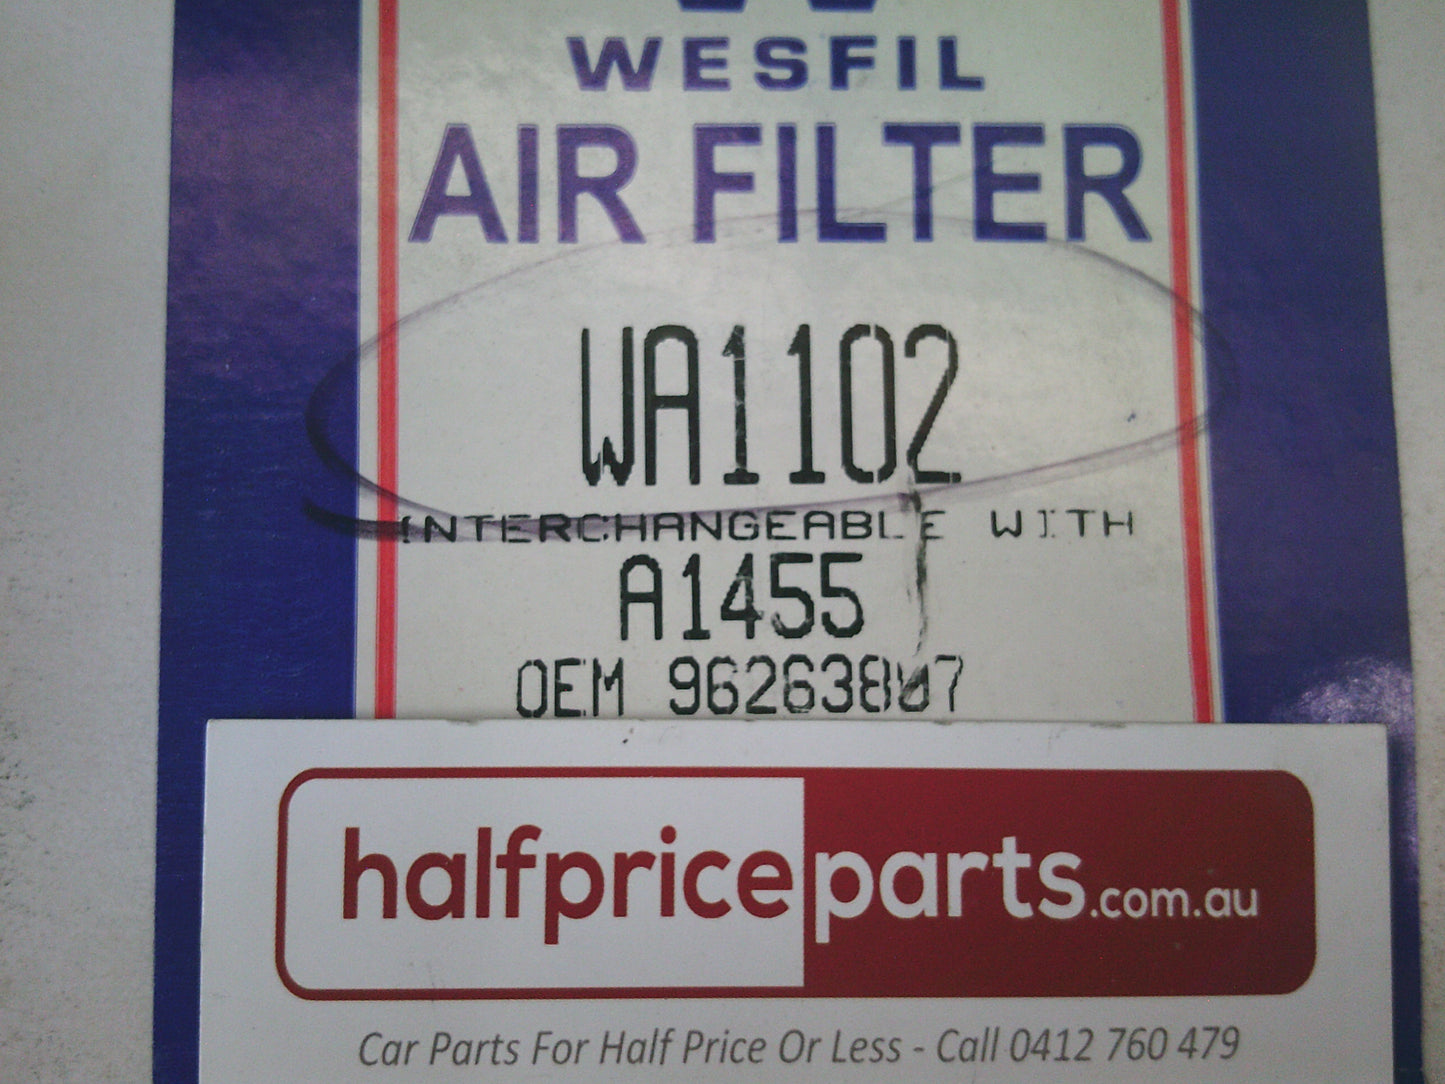 WESFIL
AIR FILTER
WA1102
INTERCHANGEABLE WITH
A1455
OEM
halfpriceparts.com.au
Car Parts For Half Price Or Less - Call 0412 760 479